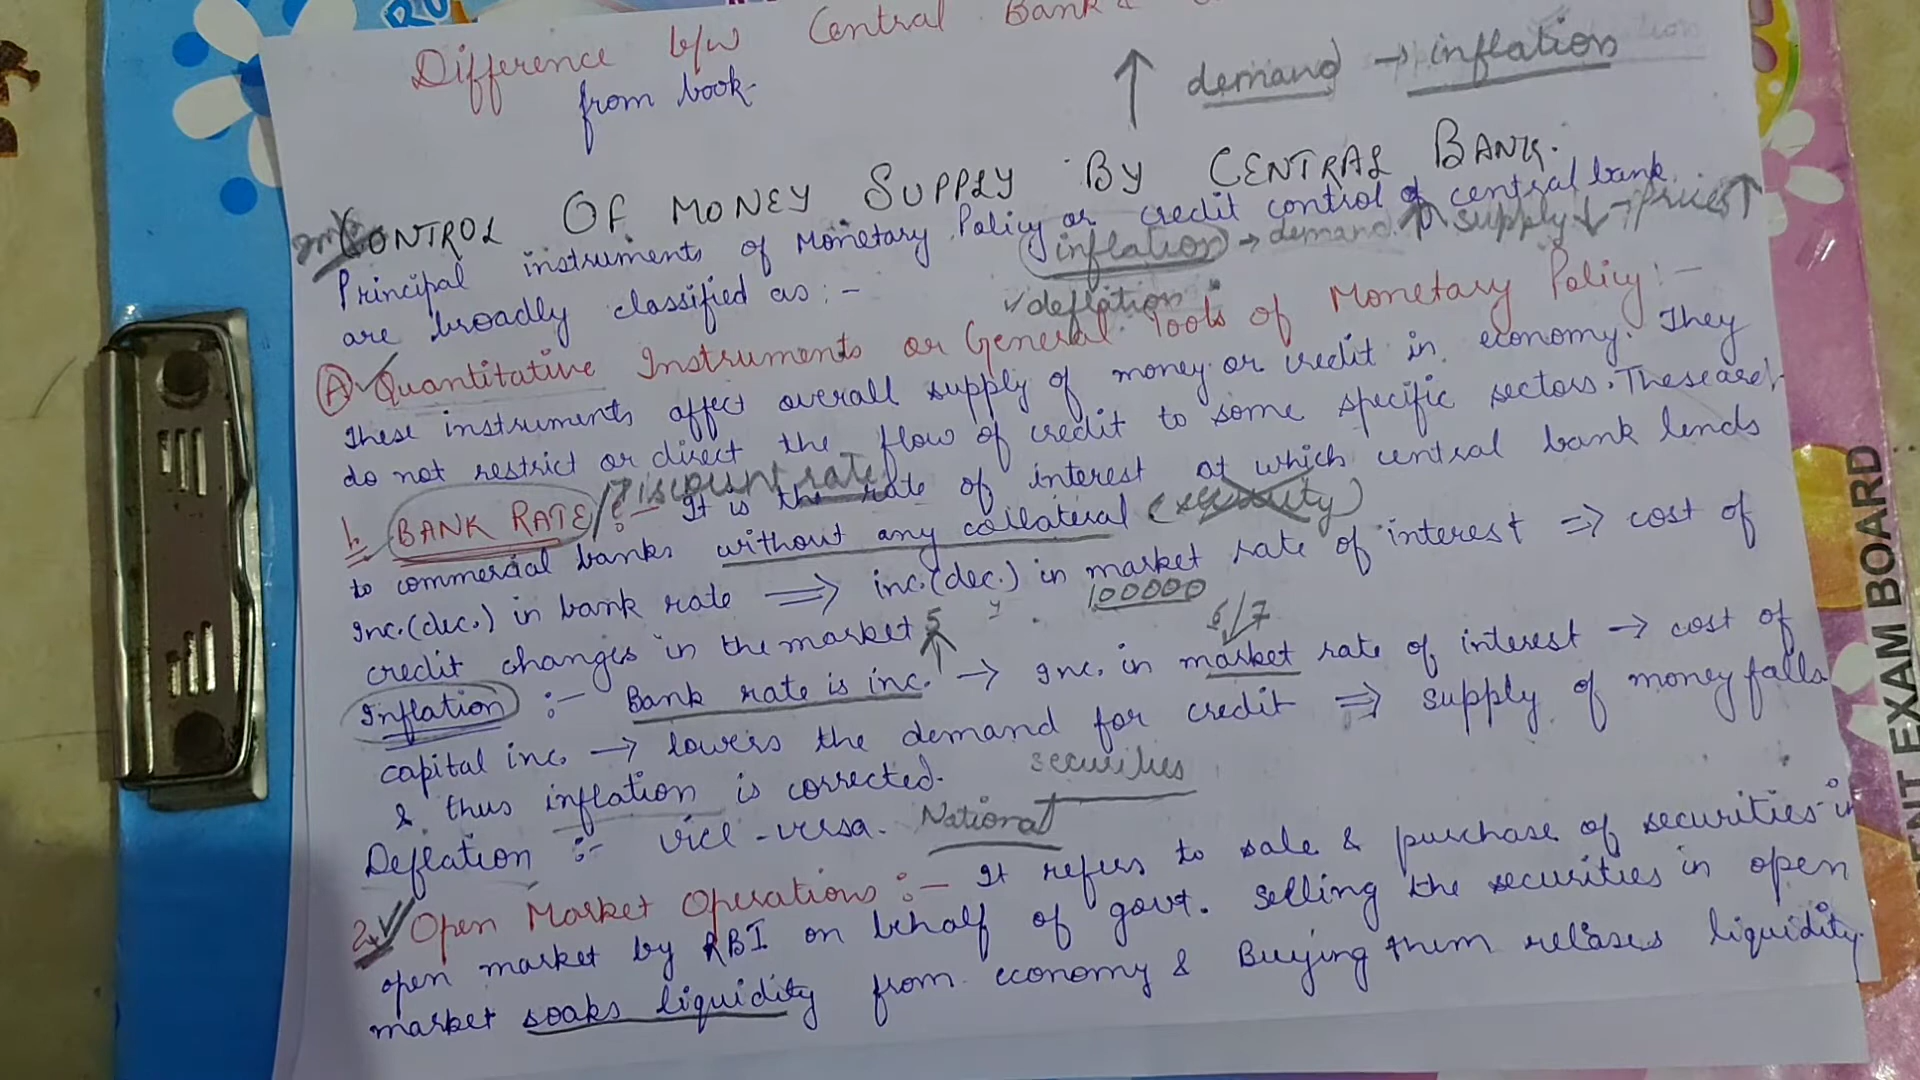 Difference b/w Central Bank &
from book
↑ demand → inflation
CONTROL OF MONEY SUPPLY BY CENTRAL BANK.
Principal instruments of Monetary Policy or credit control of central bank
inflation → demand ↑ supply ↓ → prices ↑
are broadly classified as :-
✓ deflation
(A) ✓ Quantitative Instruments or General Tools of Monetary Policy :-
These instruments affect overall supply of money or credit in economy. They
do not restrict or direct the flow of credit to some specific sectors. These are
1. BANK RATE / Discount rate :- It is the rate of interest at which central bank lends
to commercial banks without any collateral (security)
Inc.(dec.) in bank rate ⇒ inc.(dec.) in market rate of interest ⇒ cost of
100000
credit changes in the market 5
6/7
Inflation :- Bank rate is inc. → Inc. in market rate of interest → cost of
capital inc. → lowers the demand for credit ⇒ supply of money falls
& thus inflation is corrected.
securities
Deflation :- vice-versa. National
2. ✓ Open Market Operations :- It refers to sale & purchase of securities in
open market by RBI on behalf of govt. Selling the securities in open
market soaks liquidity from economy & Buying them relases liquidity.
EXAM BOARD